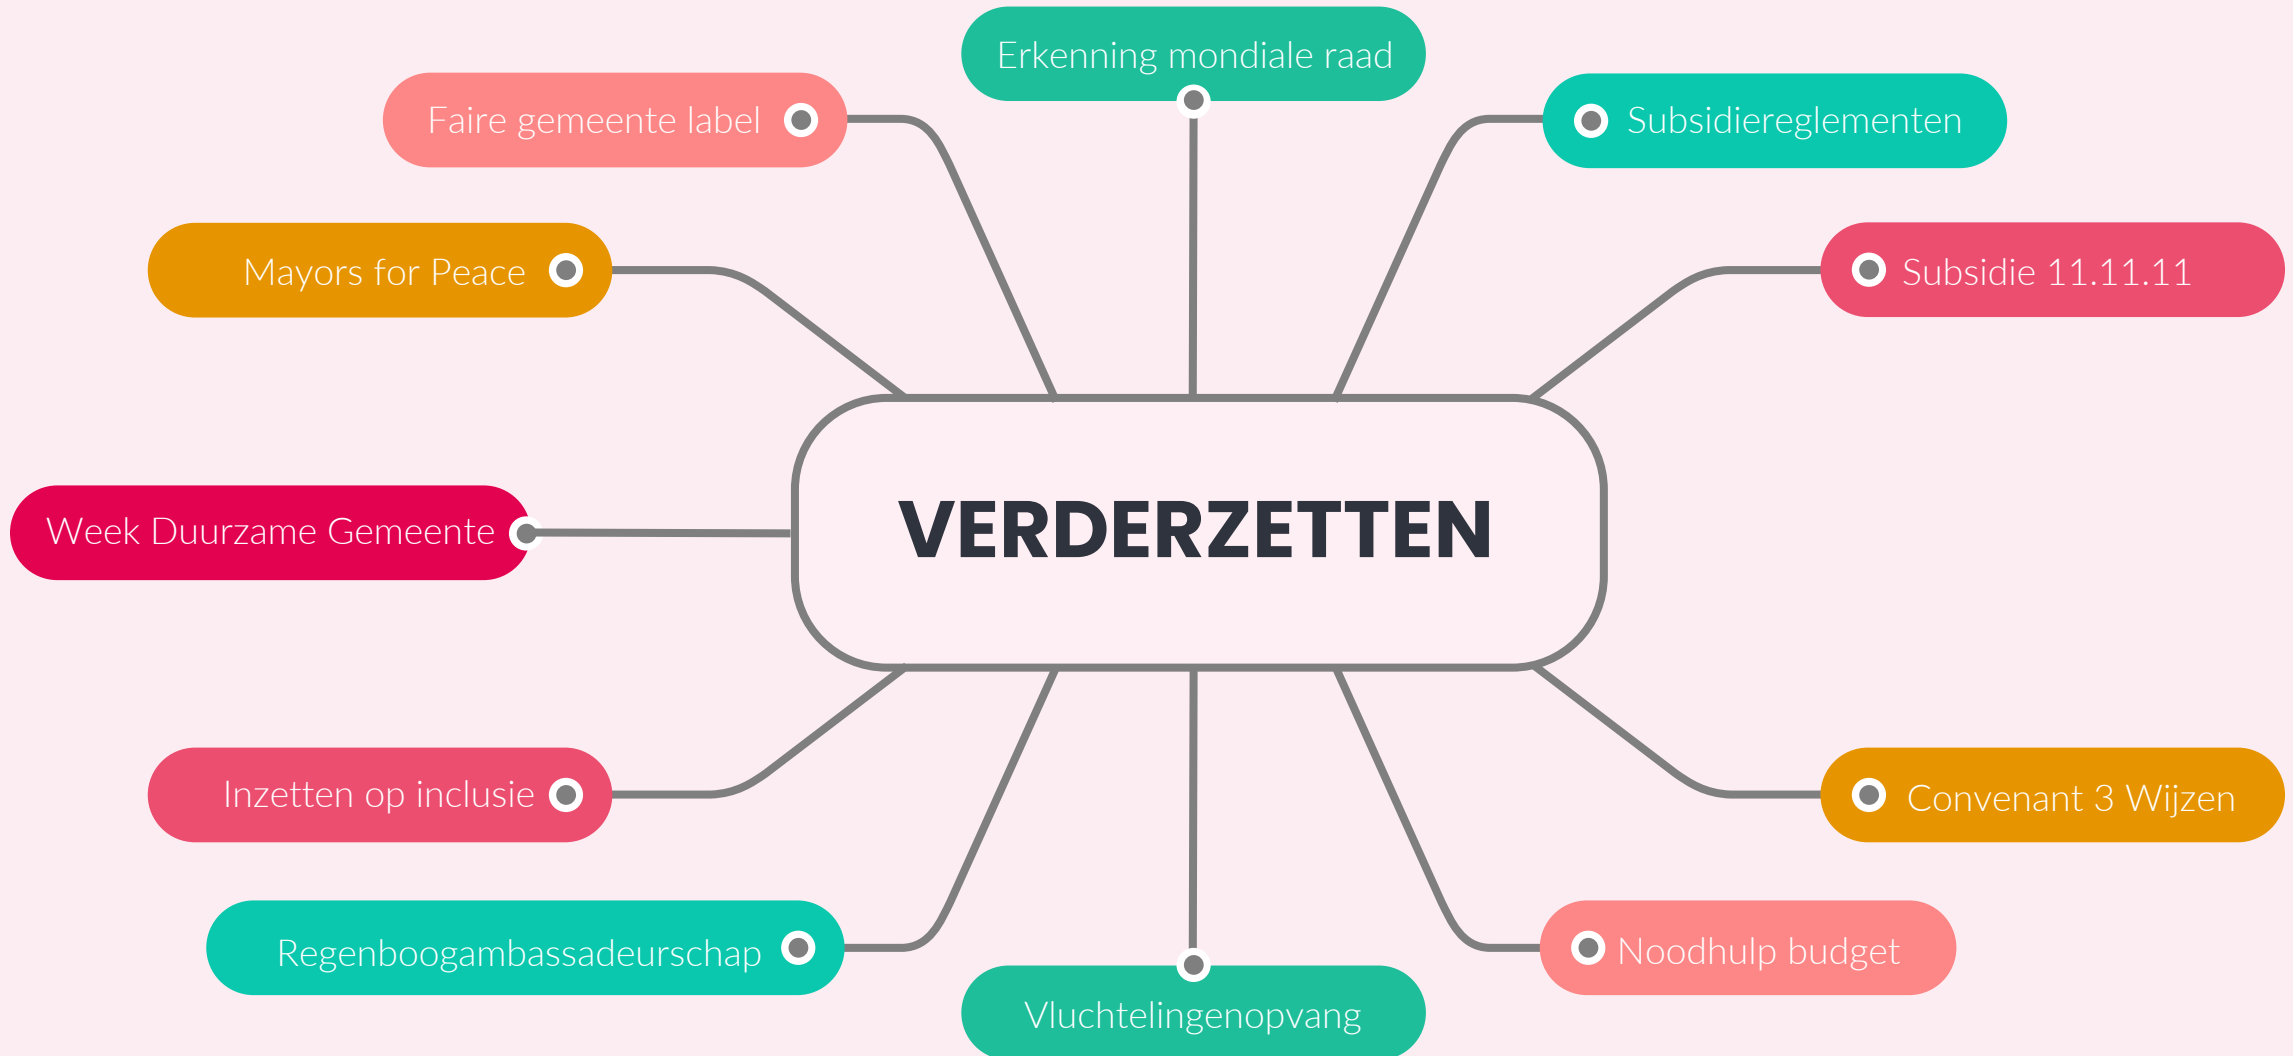 Erkenning mondiale raad
Faire gemeente label
Subsidiereglementen
Mayors for Peace
Subsidie 11.11.11
VERDERZETTEN
Week Duurzame Gemeente
Inzetten op inclusie
Convenant 3 Wijzen
Regenboogambassadeurschap
Noodhulp budget
Vluchtelingenopvang